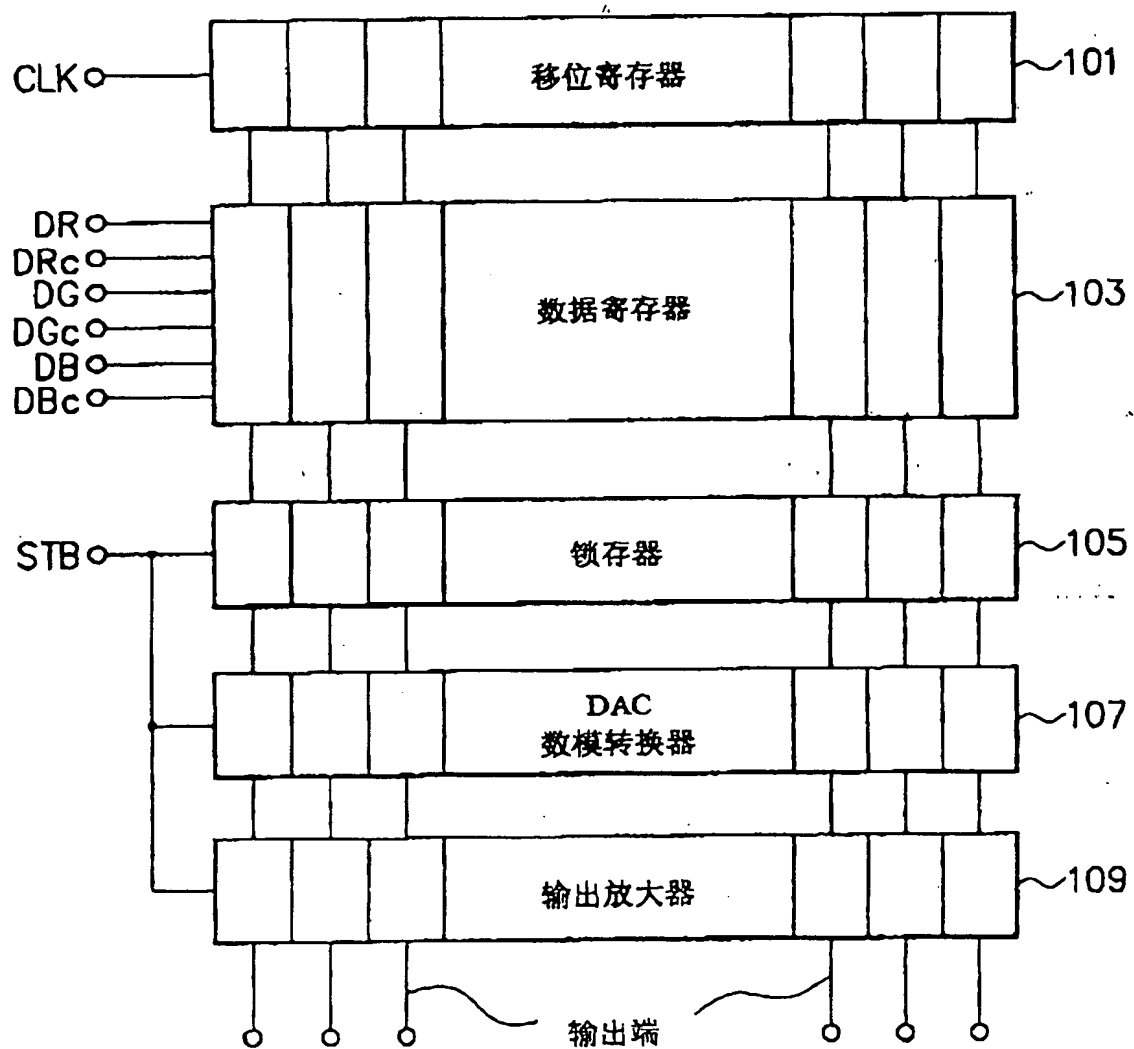 CLK
移位寄存器
101
DR
DRc
DG
DGc
DB
DBc
数据寄存器
103
STB
锁存器
105
DAC
数模转换器
107
输出放大器
109
输出端